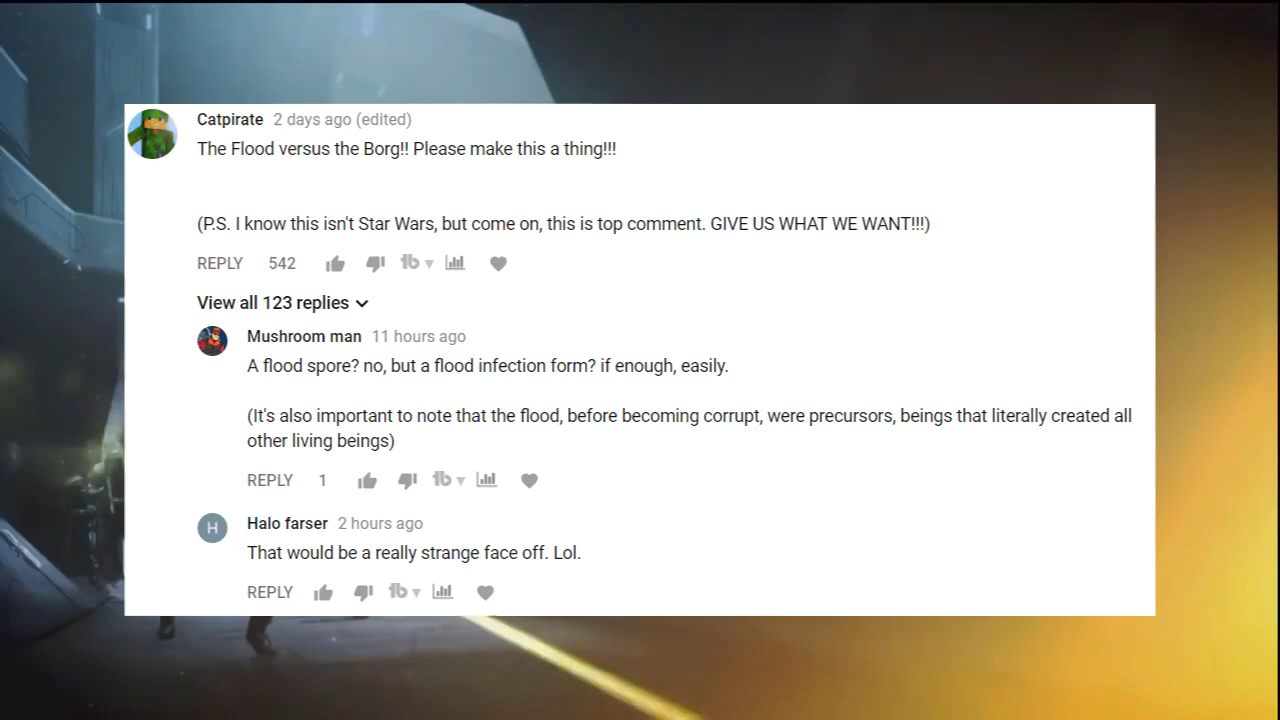 Catpirate 2 days ago (edited)
The Flood versus the Borg!! Please make this a thing!!!
(P.S. I know this isn't Star Wars, but come on, this is top comment. GIVE US WHAT WE WANT!!!)
REPLY 542
View all 123 replies
Mushroom man 11 hours ago
A flood spore? no, but a flood infection form? if enough, easily.
(It's also important to note that the flood, before becoming corrupt, were precursors, beings that literally created all
other living beings)
REPLY 1
H Halo farser 2 hours ago
That would be a really strange face off. Lol.
REPLY